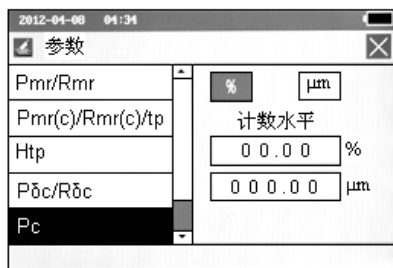 2012-04-08 04:34
参数
Pmr/Rmr
Pmr(c)/Rmr(c)/tp
Htp
Pδc/Rδc
Pc
% μm
计数水平
00.00 %
000.00 μm